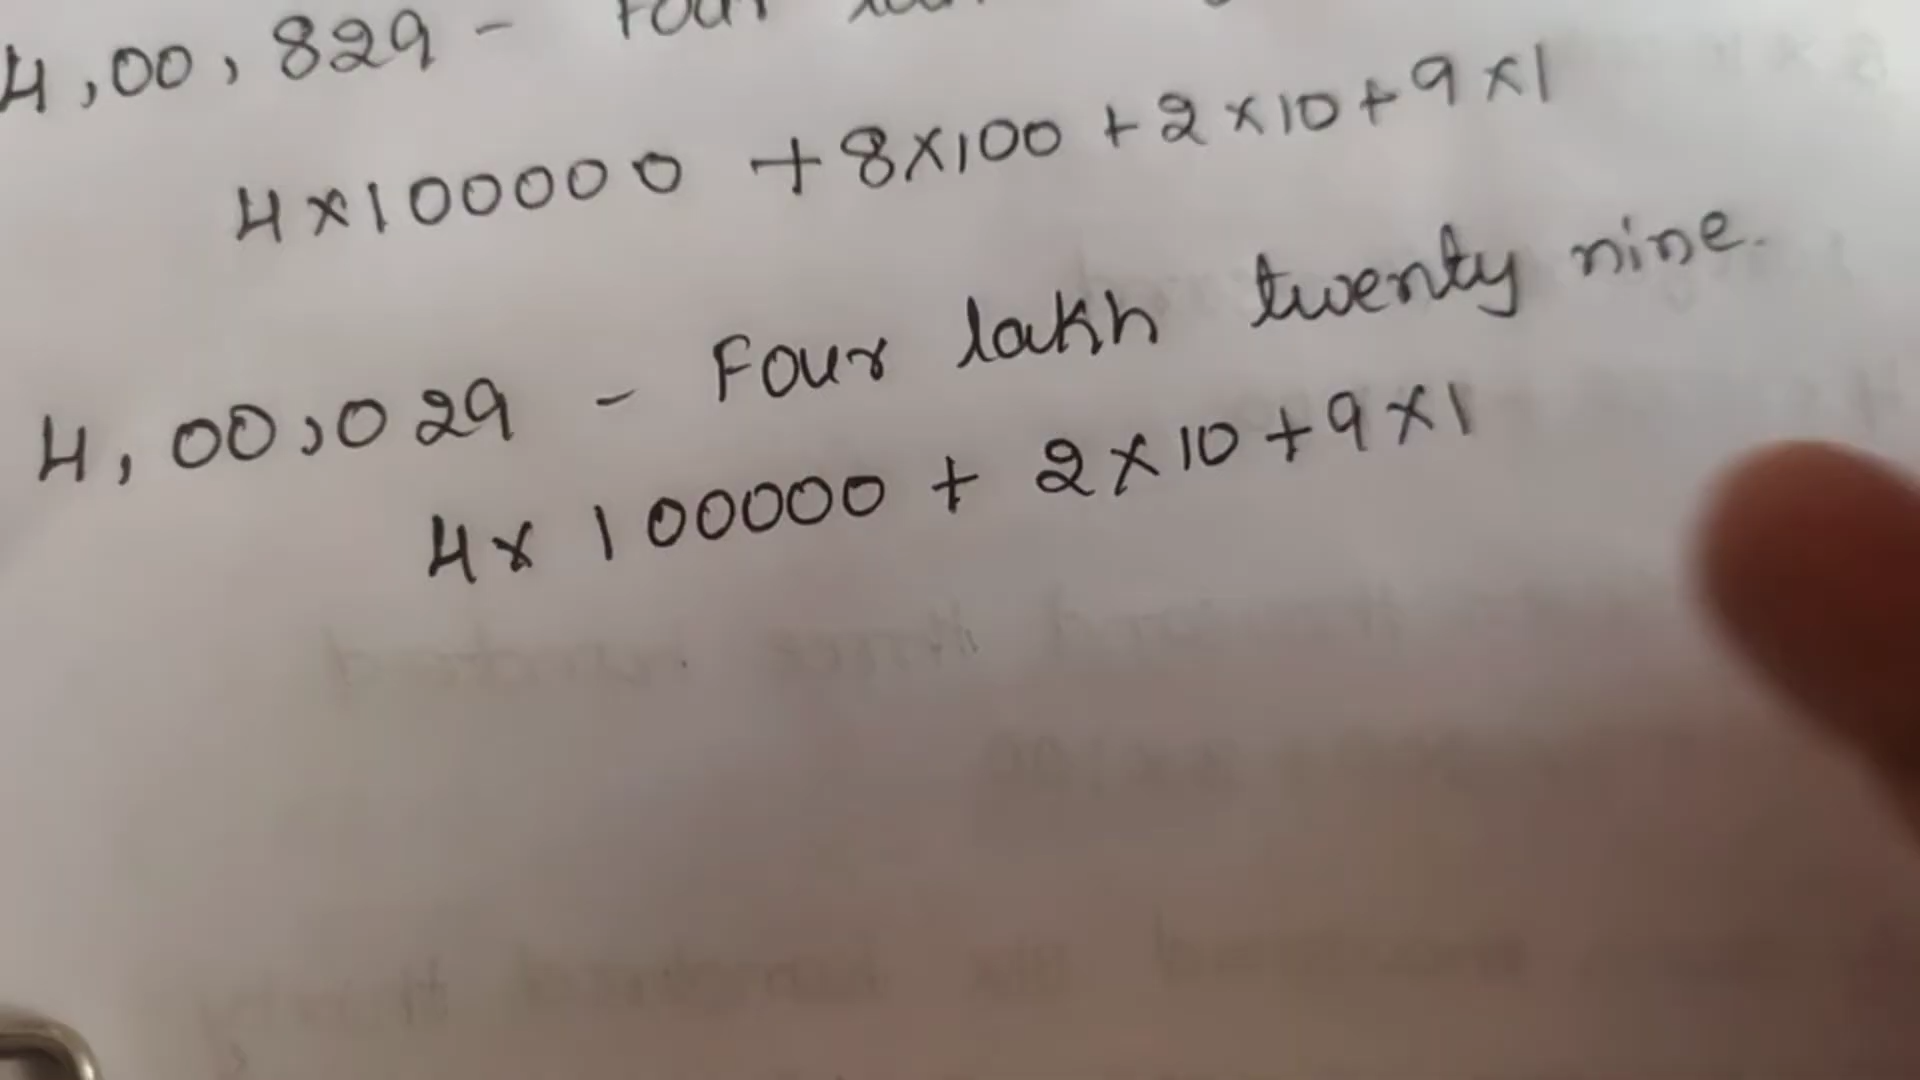 4,00,829 - Four
4×100000 + 8×100 + 2×10 + 9×1
4,00,029 - Four lakh twenty nine.
4× 100000 + 2×10 + 9×1